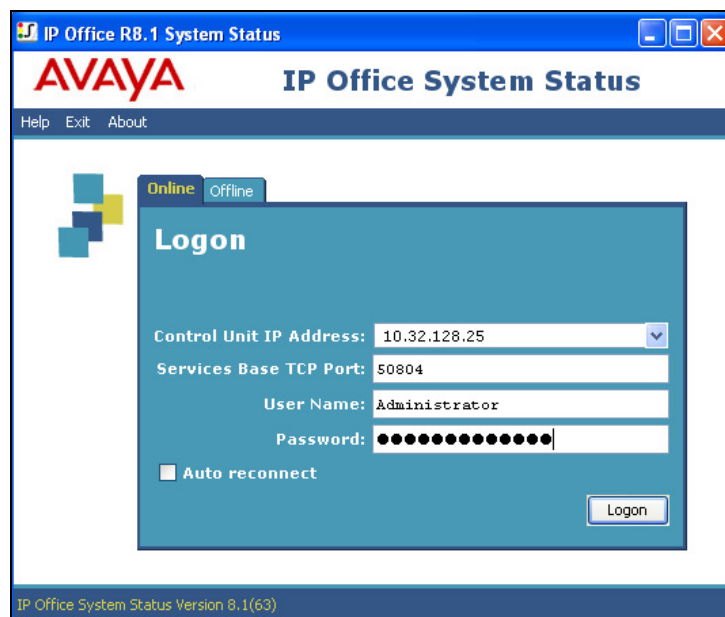 IP Office R8.1 System Status
AVAYA IP Office System Status
Help Exit About
Online Offline
Logon
Control Unit IP Address: 10.32.128.25
Services Base TCP Port: 50804
User Name: Administrator
Password: ●●●●●●●●●●●●●
Auto reconnect
Logon
IP Office System Status Version 8.1(63)